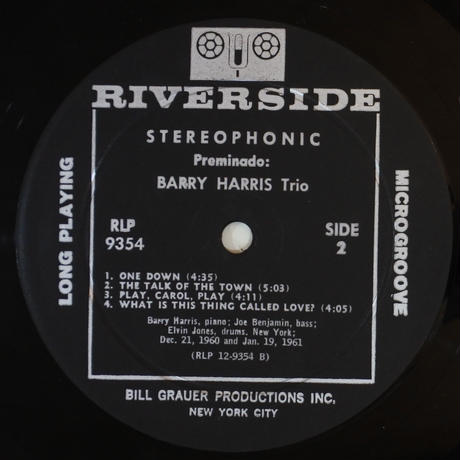 RIVERSIDE
STEREOPHONIC
Preminado:
BARRY HARRIS Trio
LONG PLAYING
MICROGROOVE
RLP
9354
SIDE
2
1. ONE DOWN (4:35)
2. THE TALK OF THE TOWN (5:03)
3. PLAY, CAROL, PLAY (4:11)
4. WHAT IS THIS THING CALLED LOVE? (4:05)
Barry Harris, piano; Joe Benjamin, bass;
Elvin Jones, drums, New York;
Dec. 21, 1960 and Jan. 19, 1961
(RLP 12-9354 B)
BILL GRAUER PRODUCTIONS INC.
NEW YORK CITY